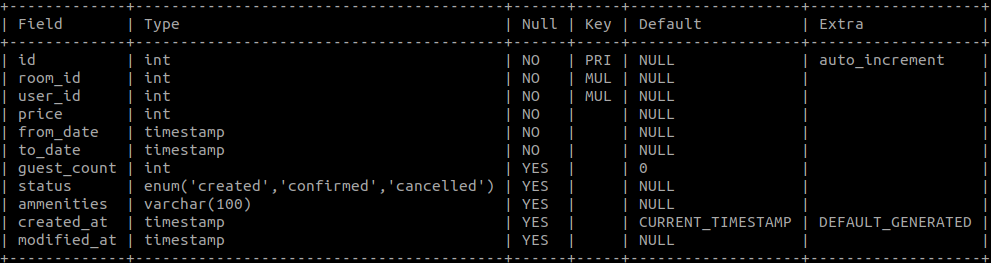 +-------------+---------------------------------------+------+-----+-------------------+-------------------+
| Field       | Type                                  | Null | Key | Default           | Extra             |
+-------------+---------------------------------------+------+-----+-------------------+-------------------+
| id          | int                                   | NO   | PRI | NULL              | auto_increment    |
| room_id     | int                                   | NO   | MUL | NULL              |                   |
| user_id     | int                                   | NO   | MUL | NULL              |                   |
| price       | int                                   | NO   |     | NULL              |                   |
| from_date   | timestamp                             | NO   |     | NULL              |                   |
| to_date     | timestamp                             | NO   |     | NULL              |                   |
| guest_count | int                                   | YES  |     | 0                 |                   |
| status      | enum('created','confirmed','cancelled') | YES  |     | NULL              |                   |
| ammenities  | varchar(100)                          | YES  |     | NULL              |                   |
| created_at  | timestamp                             | YES  |     | CURRENT_TIMESTAMP | DEFAULT_GENERATED |
| modified_at | timestamp                             | YES  |     | NULL              |                   |
+-------------+---------------------------------------+------+-----+-------------------+-------------------+